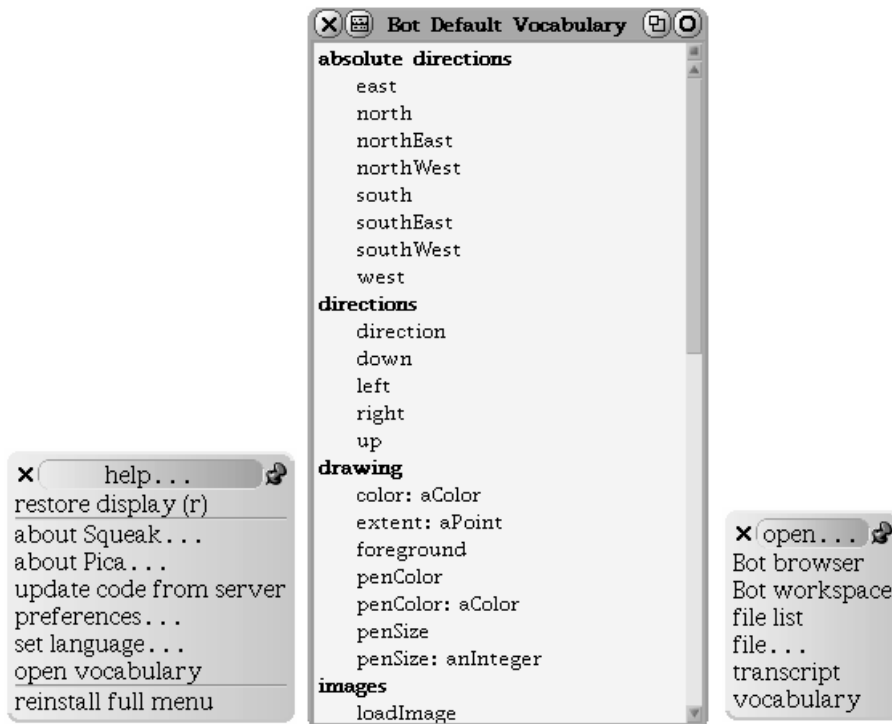 help...
restore display (r)
about Squeak...
about Pica...
update code from server
preferences...
set language...
open vocabulary
reinstall full menu
Bot Default Vocabulary
absolute directions
east
north
northEast
northWest
south
southEast
southWest
west
directions
direction
down
left
right
up
drawing
color: aColor
extent: aPoint
foreground
penColor
penColor: aColor
penSize
penSize: anInteger
images
loadImage
open...
Bot browser
Bot workspace
file list
file...
transcript
vocabulary